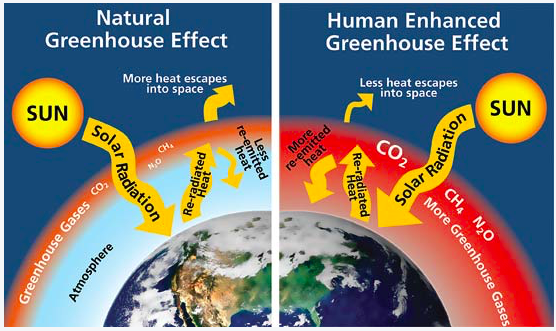 Natural
Greenhouse Effect
More heat escapes
into space
SUN
Solar Radiation
Less
re-emitted
heat
CH4
N2O
Re-radiated
Heat
Greenhouse Gases CO2
Atmosphere
Human Enhanced
Greenhouse Effect
Less heat escapes
into space
SUN
Solar Radiation
More
re-emitted
heat
CO2
Re-radiated
Heat
CH4 N2O
More Greenhouse Gases